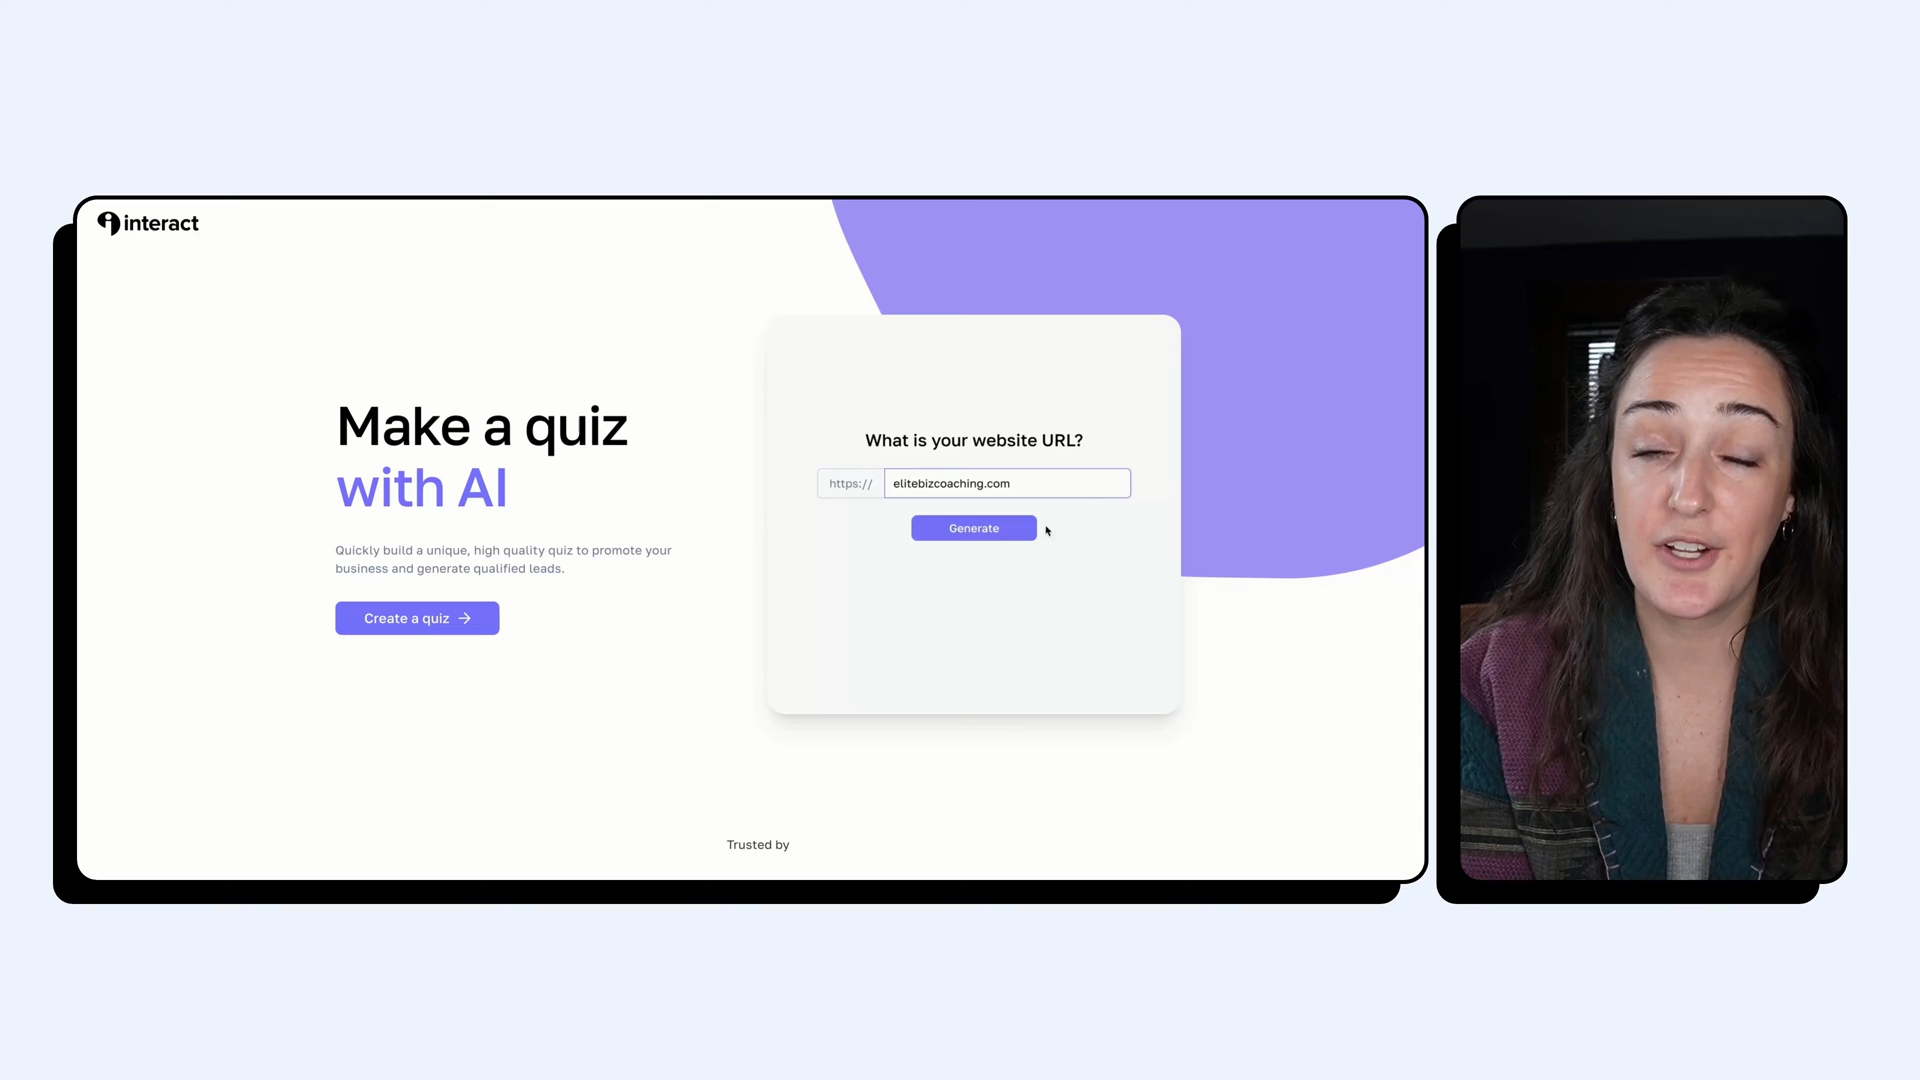 interact
Make a quiz
with AI
Quickly build a unique, high quality quiz to promote your
business and generate qualified leads.
Create a quiz →
What is your website URL?
https:// elitebizcoaching.com
Generate
Trusted by